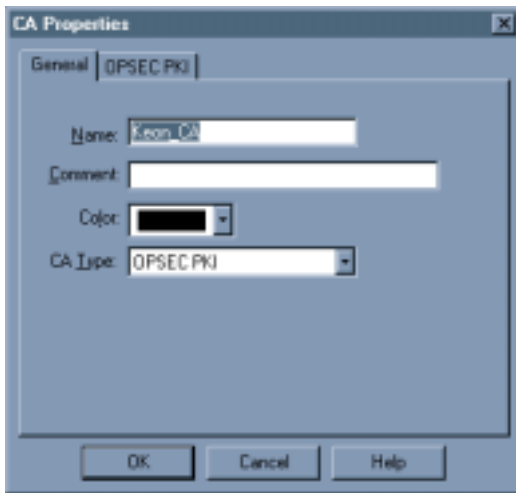 CA Properties
General OPSEC PKI
Name: Keon_CA
Comment:
Color:
CA Type: OPSEC PKI
OK Cancel Help